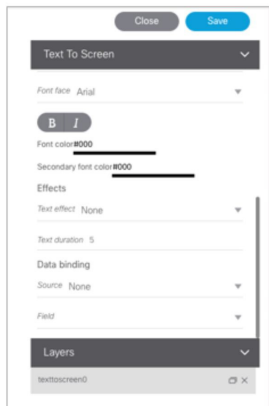 Close Save
Text To Screen
Font face Arial
B I
Font color#000
Secondary font color#000
Effects
Text effect None
Text duration 5
Data binding
Source None
Field
Layers
texttoscreen0